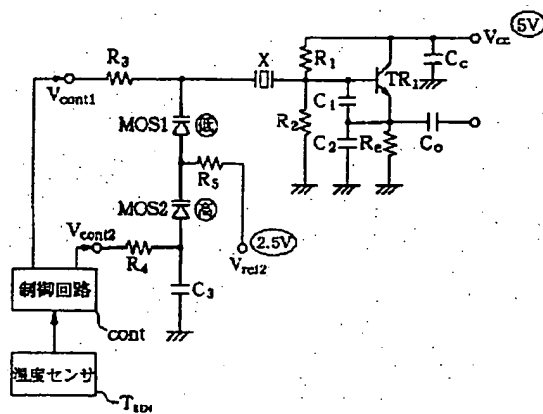 5V
Vcc
R3
X
R1
Cc
TR1
Vcont1
MOS1 低
C1
R2
C2
Re
Co
R5
MOS2 高
Vcont2
R4
2.5V
Vref2
C3
制御回路
cont
温度センサ